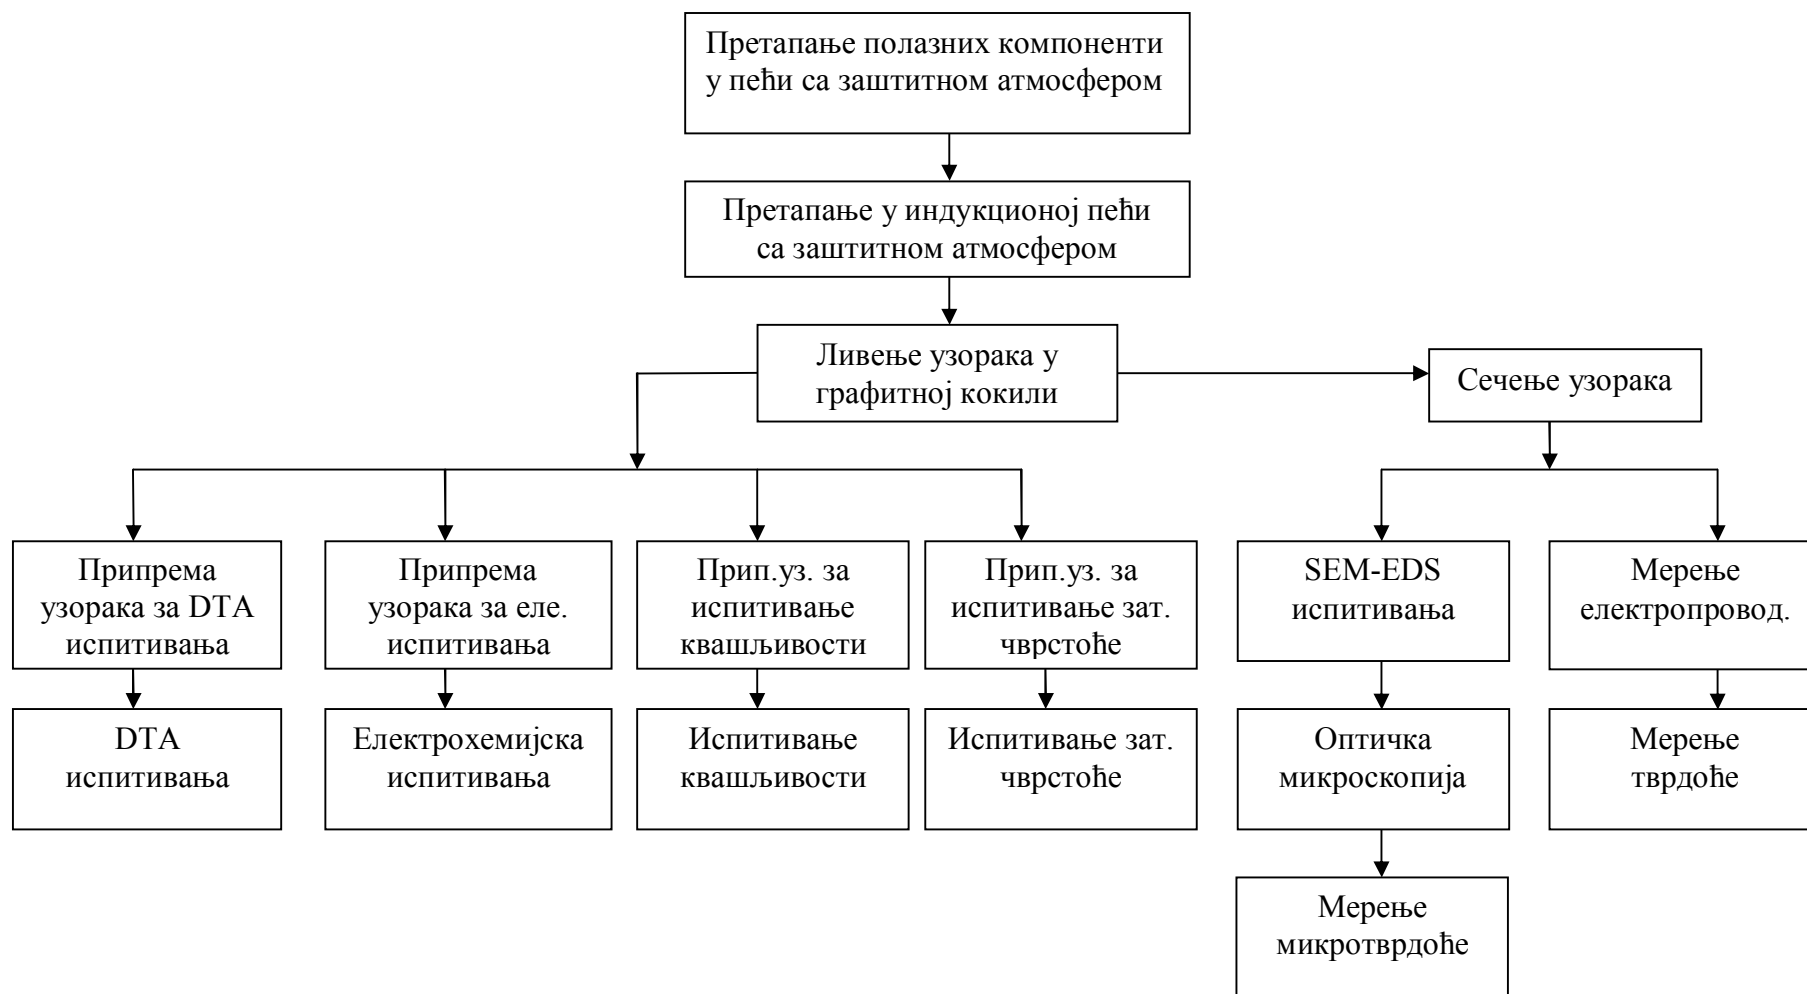 Претапање полазних компоненти
у пећи са заштитном атмосфером
Претапање у индукционој пећи
са заштитном атмосфером
Ливење узорака у
графитној кокили
Сечење узорака
Припрема
узорака за DTA
испитивања
Припрема
узорака за еле.
испитивања
Прип.уз. за
испитивање
квашљивости
Прип.уз. за
испитивање зат.
чврстоће
SEM-EDS
испитивања
Мерење
електропровод.
DTA
испитивања
Електрохемијска
испитивања
Испитивање
квашљивости
Испитивање зат.
чврстоће
Оптичка
микроскопија
Мерење
тврдоће
Мерење
микротврдоће